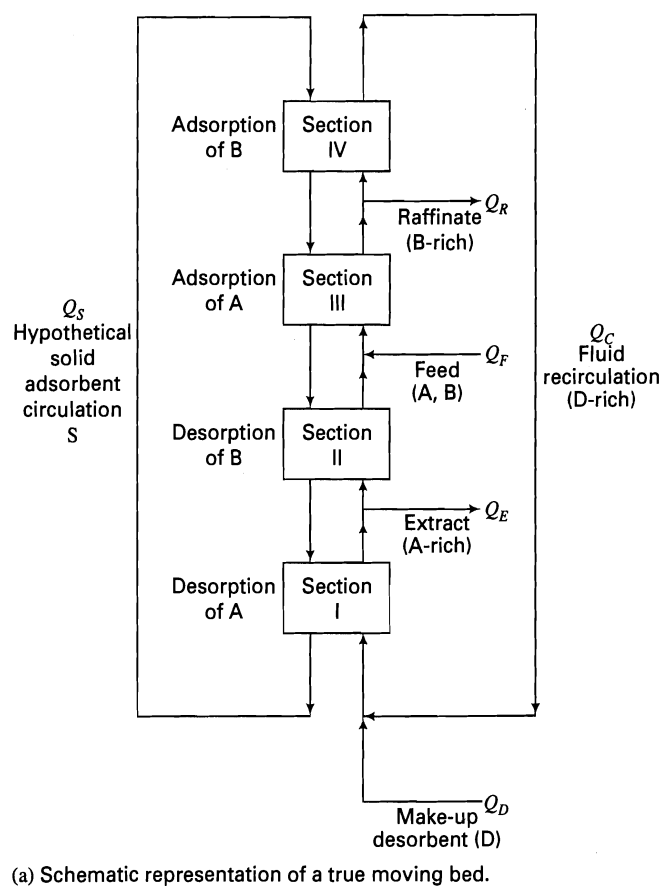 Adsorption
of B
Section
IV
Q_R
Raffinate
(B-rich)
Adsorption
of A
Section
III
Q_S
Hypothetical
solid
adsorbent
circulation
S
Q_C
Fluid
recirculation
(D-rich)
Q_F
Feed
(A, B)
Desorption
of B
Section
II
Q_E
Extract
(A-rich)
Desorption
of A
Section
I
Q_D
Make-up
desorbent (D)
(a) Schematic representation of a true moving bed.